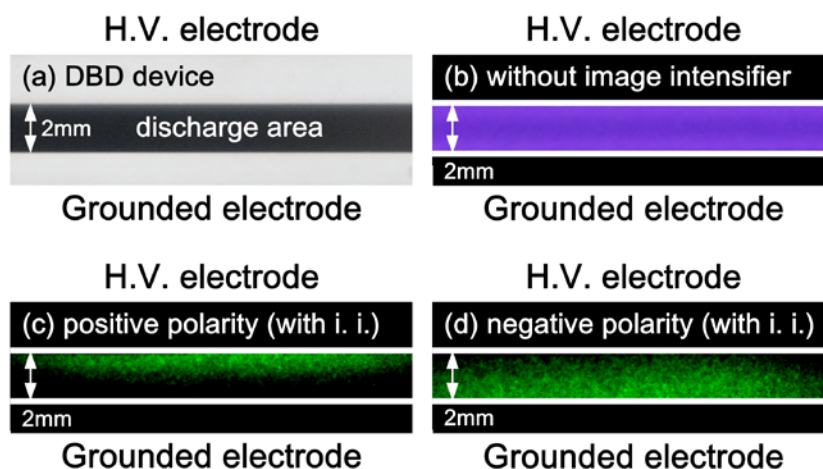 H.V. electrode
(a) DBD device
2mm
discharge area
Grounded electrode
H.V. electrode
(b) without image intensifier
2mm
Grounded electrode
H.V. electrode
(c) positive polarity (with i. i.)
2mm
Grounded electrode
H.V. electrode
(d) negative polarity (with i. i.)
2mm
Grounded electrode